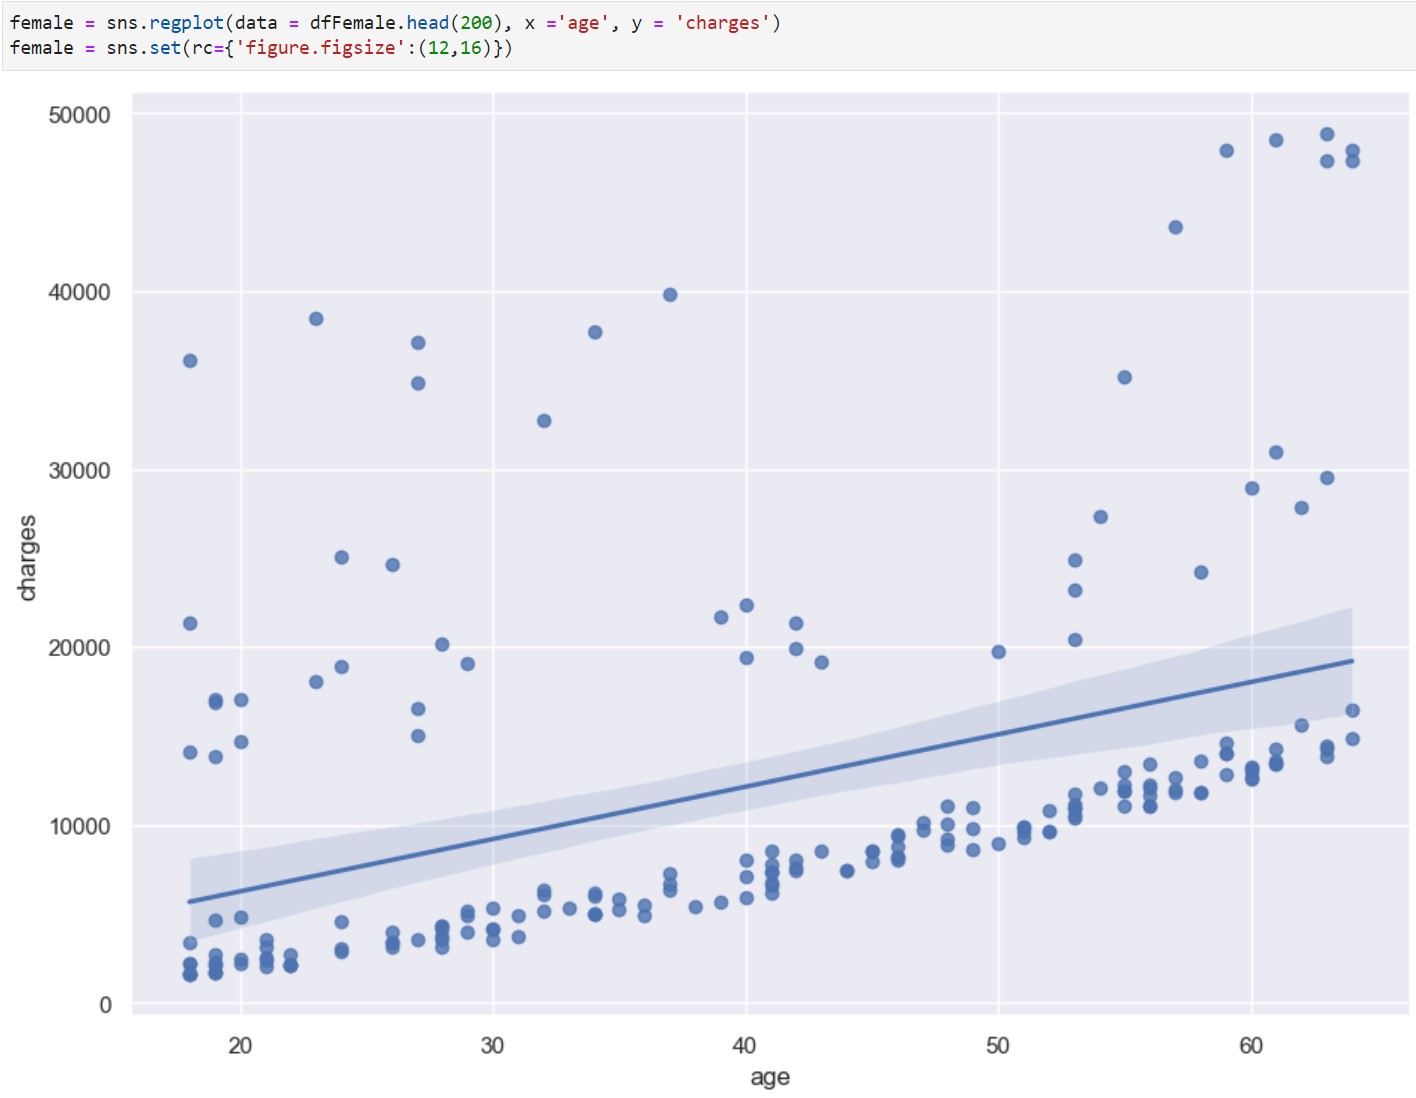 female = sns.regplot(data = dfFemale.head(200), x ='age', y = 'charges')
female = sns.set(rc={'figure.figsize':(12,16)})
50000
40000
30000
20000
10000
0
charges
20 30 40 50 60
age